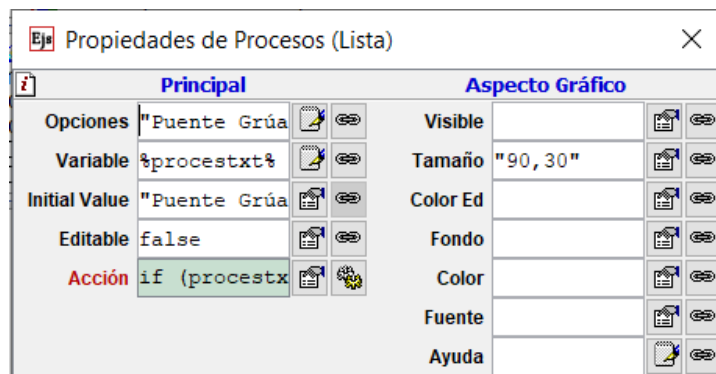 Ejs Propiedades de Procesos (Lista)
Principal Aspecto Gráfico
Opciones "Puente Grúa Visible
Variable %procestxt% Tamaño "90,30"
Initial Value "Puente Grúa Color Ed
Editable false Fondo
Acción if (procestx Color
Fuente
Ayuda